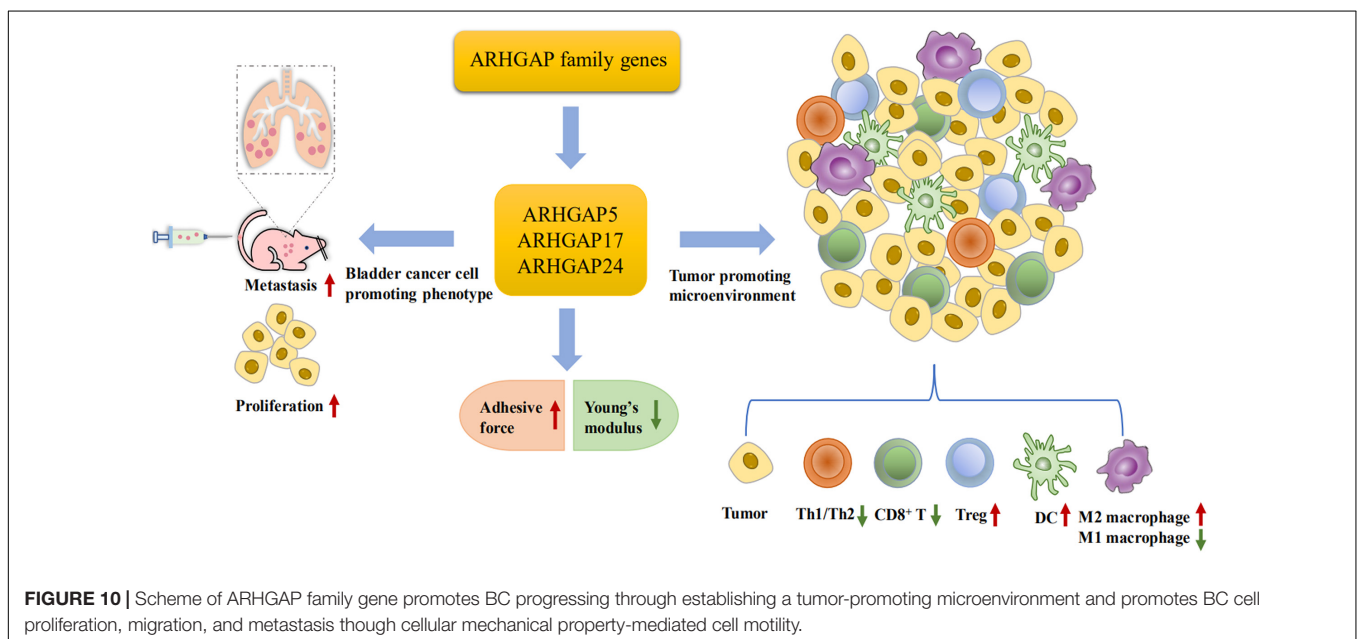 ARHGAP family genes
ARHGAP5
ARHGAP17
ARHGAP24
Metastasis
Bladder cancer cell
promoting phenotype
Tumor promoting
microenvironment
Proliferation
Adhesive
force
Young's
modulus
Tumor
Th1/Th2
CD8⁺ T
Treg
DC
M2 macrophage
M1 macrophage
FIGURE 10 | Scheme of ARHGAP family gene promotes BC progressing through establishing a tumor-promoting microenvironment and promotes BC cell
proliferation, migration, and metastasis though cellular mechanical property-mediated cell motility.